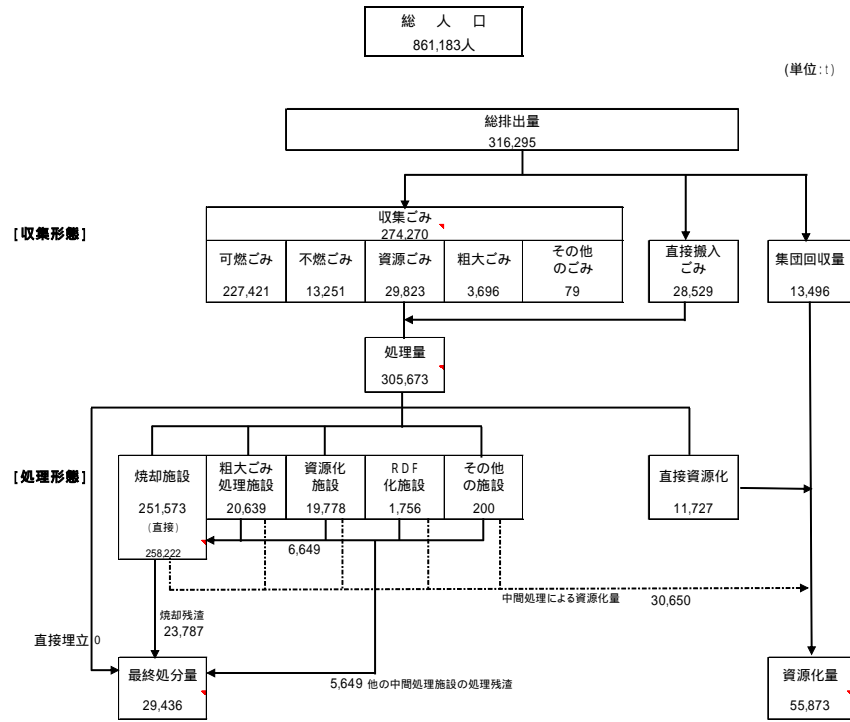 総 人 口
861,183人
(単位:t)
総排出量
316,295
[収集形態]
収集ごみ
274,270
可燃ごみ
227,421
不燃ごみ
13,251
資源ごみ
29,823
粗大ごみ
3,696
その他
のごみ
79
直接搬入
ごみ
28,529
集団回収量
13,496
処理量
305,673
[処理形態]
焼却施設
251,573
(直接)
258,222
粗大ごみ
処理施設
20,639
資源化
施設
19,778
RDF
化施設
1,756
その他
の施設
200
直接資源化
11,727
6,649
中間処理による資源化量 30,650
焼却残渣
23,787
直接埋立 0
最終処分量
29,436
5,649 他の中間処理施設の処理残渣
資源化量
55,873